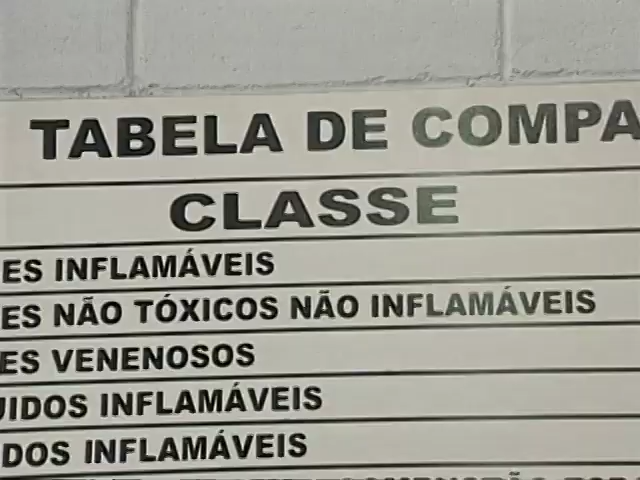 TABELA DE COMPA
CLASSE
ES INFLAMÁVEIS
ES NÃO TÓXICOS NÃO INFLAMÁVEIS
ES VENENOSOS
UIDOS INFLAMÁVEIS
DOS INFLAMÁVEIS